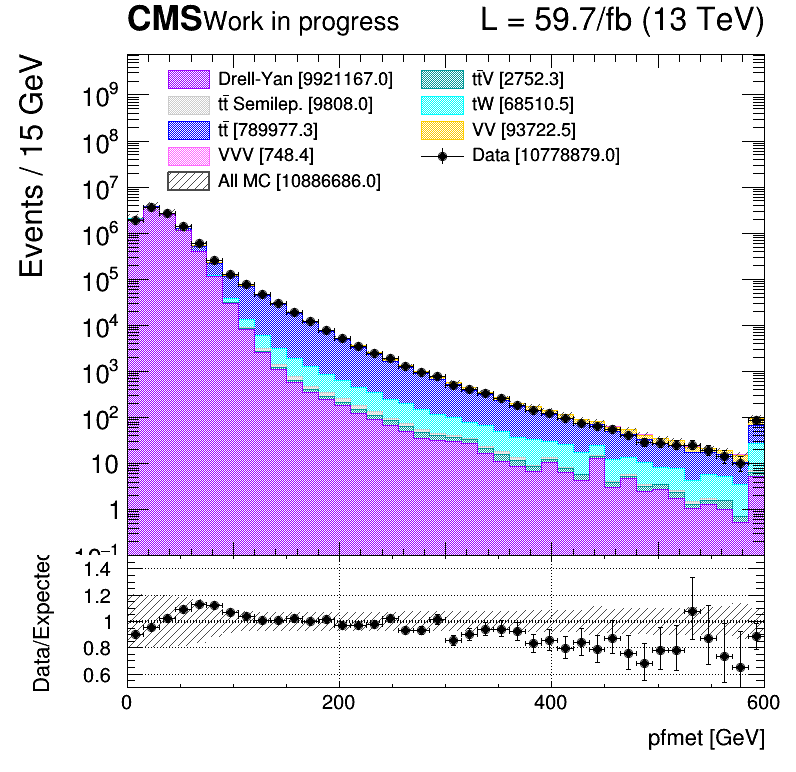 CMS Work in progress L = 59.7/fb (13 TeV)
Events / 15 GeV
Drell-Yan [9921167.0] tt̄V [2752.3]
tt̄ Semilep. [9808.0] tW [68510.5]
tt̄ [789977.3] VV [93722.5]
VVV [748.4] Data [10778879.0]
All MC [10886686.0]
10⁹
10⁸
10⁷
10⁶
10⁵
10⁴
10³
10²
10
1
10⁻¹
Data/Expected
1.4
1.2
1
0.8
0.6
0 200 400 600
pfmet [GeV]